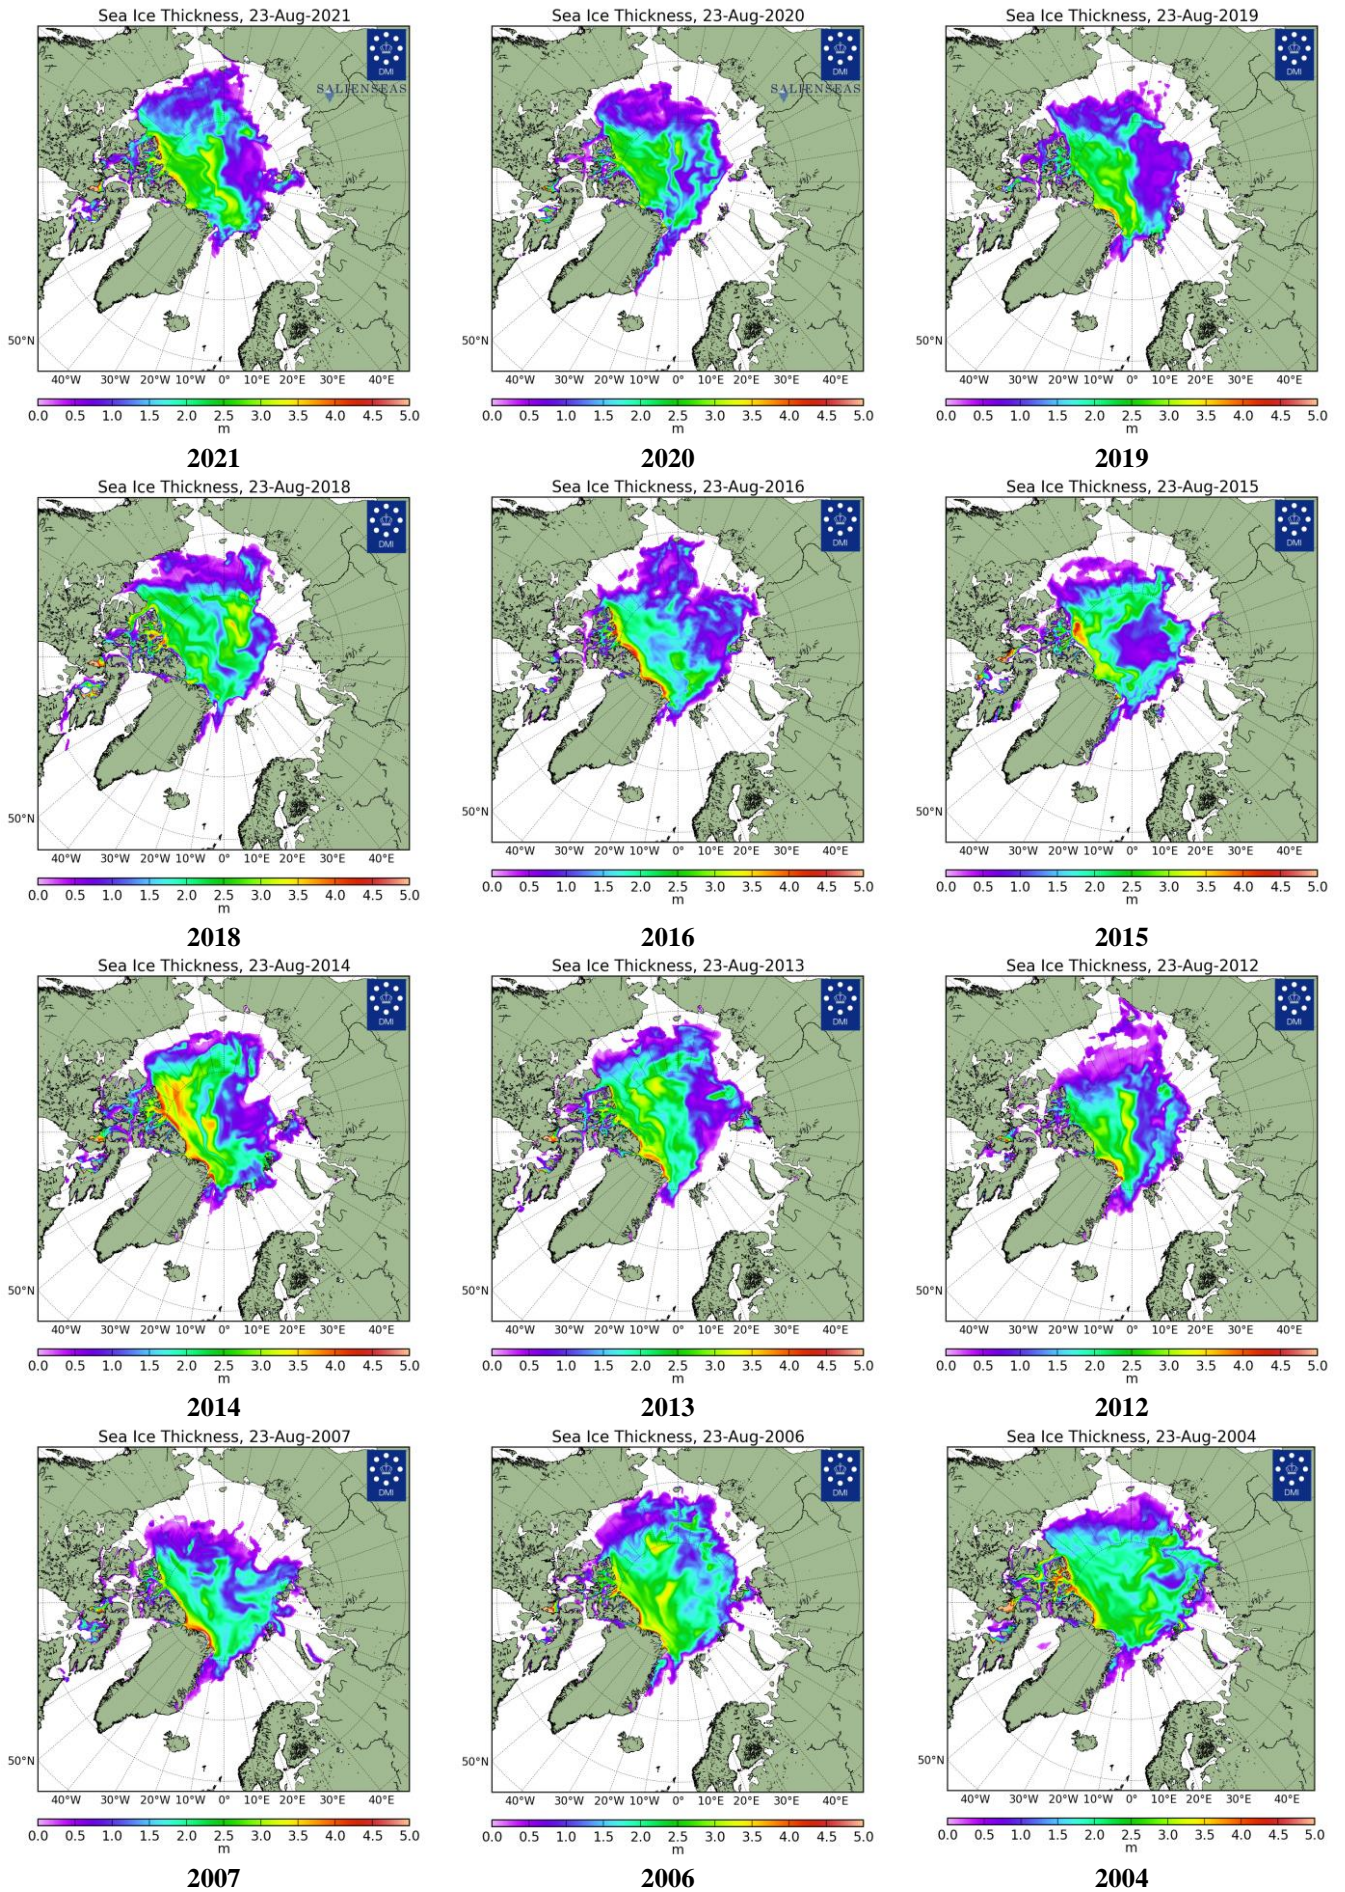 Sea Ice Thickness, 23-Aug-2021
Sea Ice Thickness, 23-Aug-2020
Sea Ice Thickness, 23-Aug-2019
DMI
SALIENSEAS
DMI
SALIENSEAS
DMI
50°N
50°N
50°N
40°W 30°W 20°W 10°W 0° 10°E 20°E 30°E 40°E
40°W 30°W 20°W 10°W 0° 10°E 20°E 30°E 40°E
40°W 30°W 20°W 10°W 0° 10°E 20°E 30°E 40°E
0.0 0.5 1.0 1.5 2.0 2.5 3.0 3.5 4.0 4.5 5.0
0.0 0.5 1.0 1.5 2.0 2.5 3.0 3.5 4.0 4.5 5.0
0.0 0.5 1.0 1.5 2.0 2.5 3.0 3.5 4.0 4.5 5.0
m
m
m
2021
2020
2019
Sea Ice Thickness, 23-Aug-2018
Sea Ice Thickness, 23-Aug-2016
Sea Ice Thickness, 23-Aug-2015
DMI
DMI
DMI
50°N
50°N
50°N
40°W 30°W 20°W 10°W 0° 10°E 20°E 30°E 40°E
40°W 30°W 20°W 10°W 0° 10°E 20°E 30°E 40°E
40°W 30°W 20°W 10°W 0° 10°E 20°E 30°E 40°E
0.0 0.5 1.0 1.5 2.0 2.5 3.0 3.5 4.0 4.5 5.0
0.0 0.5 1.0 1.5 2.0 2.5 3.0 3.5 4.0 4.5 5.0
0.0 0.5 1.0 1.5 2.0 2.5 3.0 3.5 4.0 4.5 5.0
m
m
m
2018
2016
2015
Sea Ice Thickness, 23-Aug-2014
Sea Ice Thickness, 23-Aug-2013
Sea Ice Thickness, 23-Aug-2012
DMI
DMI
DMI
50°N
50°N
50°N
40°W 30°W 20°W 10°W 0° 10°E 20°E 30°E 40°E
40°W 30°W 20°W 10°W 0° 10°E 20°E 30°E 40°E
40°W 30°W 20°W 10°W 0° 10°E 20°E 30°E 40°E
0.0 0.5 1.0 1.5 2.0 2.5 3.0 3.5 4.0 4.5 5.0
0.0 0.5 1.0 1.5 2.0 2.5 3.0 3.5 4.0 4.5 5.0
0.0 0.5 1.0 1.5 2.0 2.5 3.0 3.5 4.0 4.5 5.0
m
m
m
2014
2013
2012
Sea Ice Thickness, 23-Aug-2007
Sea Ice Thickness, 23-Aug-2006
Sea Ice Thickness, 23-Aug-2004
DMI
DMI
DMI
50°N
50°N
50°N
40°W 30°W 20°W 10°W 0° 10°E 20°E 30°E 40°E
40°W 30°W 20°W 10°W 0° 10°E 20°E 30°E 40°E
40°W 30°W 20°W 10°W 0° 10°E 20°E 30°E 40°E
0.0 0.5 1.0 1.5 2.0 2.5 3.0 3.5 4.0 4.5 5.0
0.0 0.5 1.0 1.5 2.0 2.5 3.0 3.5 4.0 4.5 5.0
0.0 0.5 1.0 1.5 2.0 2.5 3.0 3.5 4.0 4.5 5.0
m
m
m
2007
2006
2004